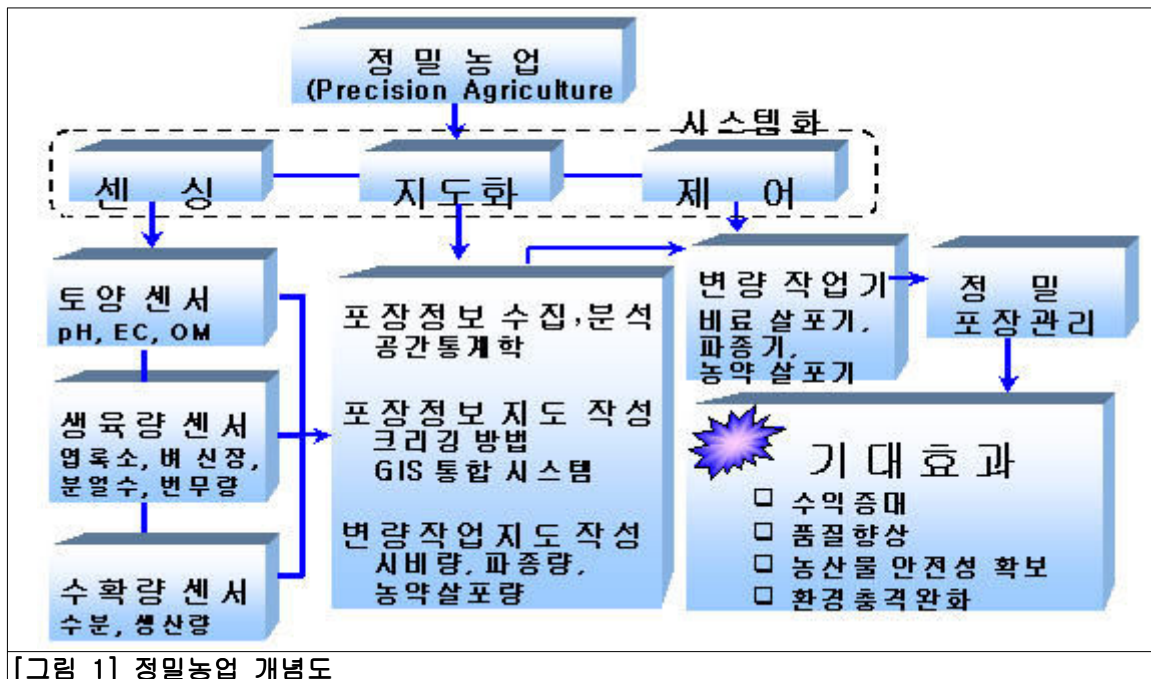 정 밀 농 업
(Precision Agriculture
시스템화
센 싱
지도화
제 어
토양 센서
pH, EC, OM
생육량 센서
엽록소, 벼 신장,
분얼수, 번무량
수확량 센서
수분, 생산량
포장정보 수집,분석
공간통계학
포장정보 지도 작성
크리깅 방법
GIS 통합 시스템
변량작업지도 작성
시비량, 파종량,
농약살포량
변량 작업기
비료 살포기,
파종기,
농약 살포기
정 밀
포장관리
기대효과
□ 수익증대
□ 품질향상
□ 농산물 안전성 확보
□ 환경충격완화
[그림 1] 정밀농업 개념도